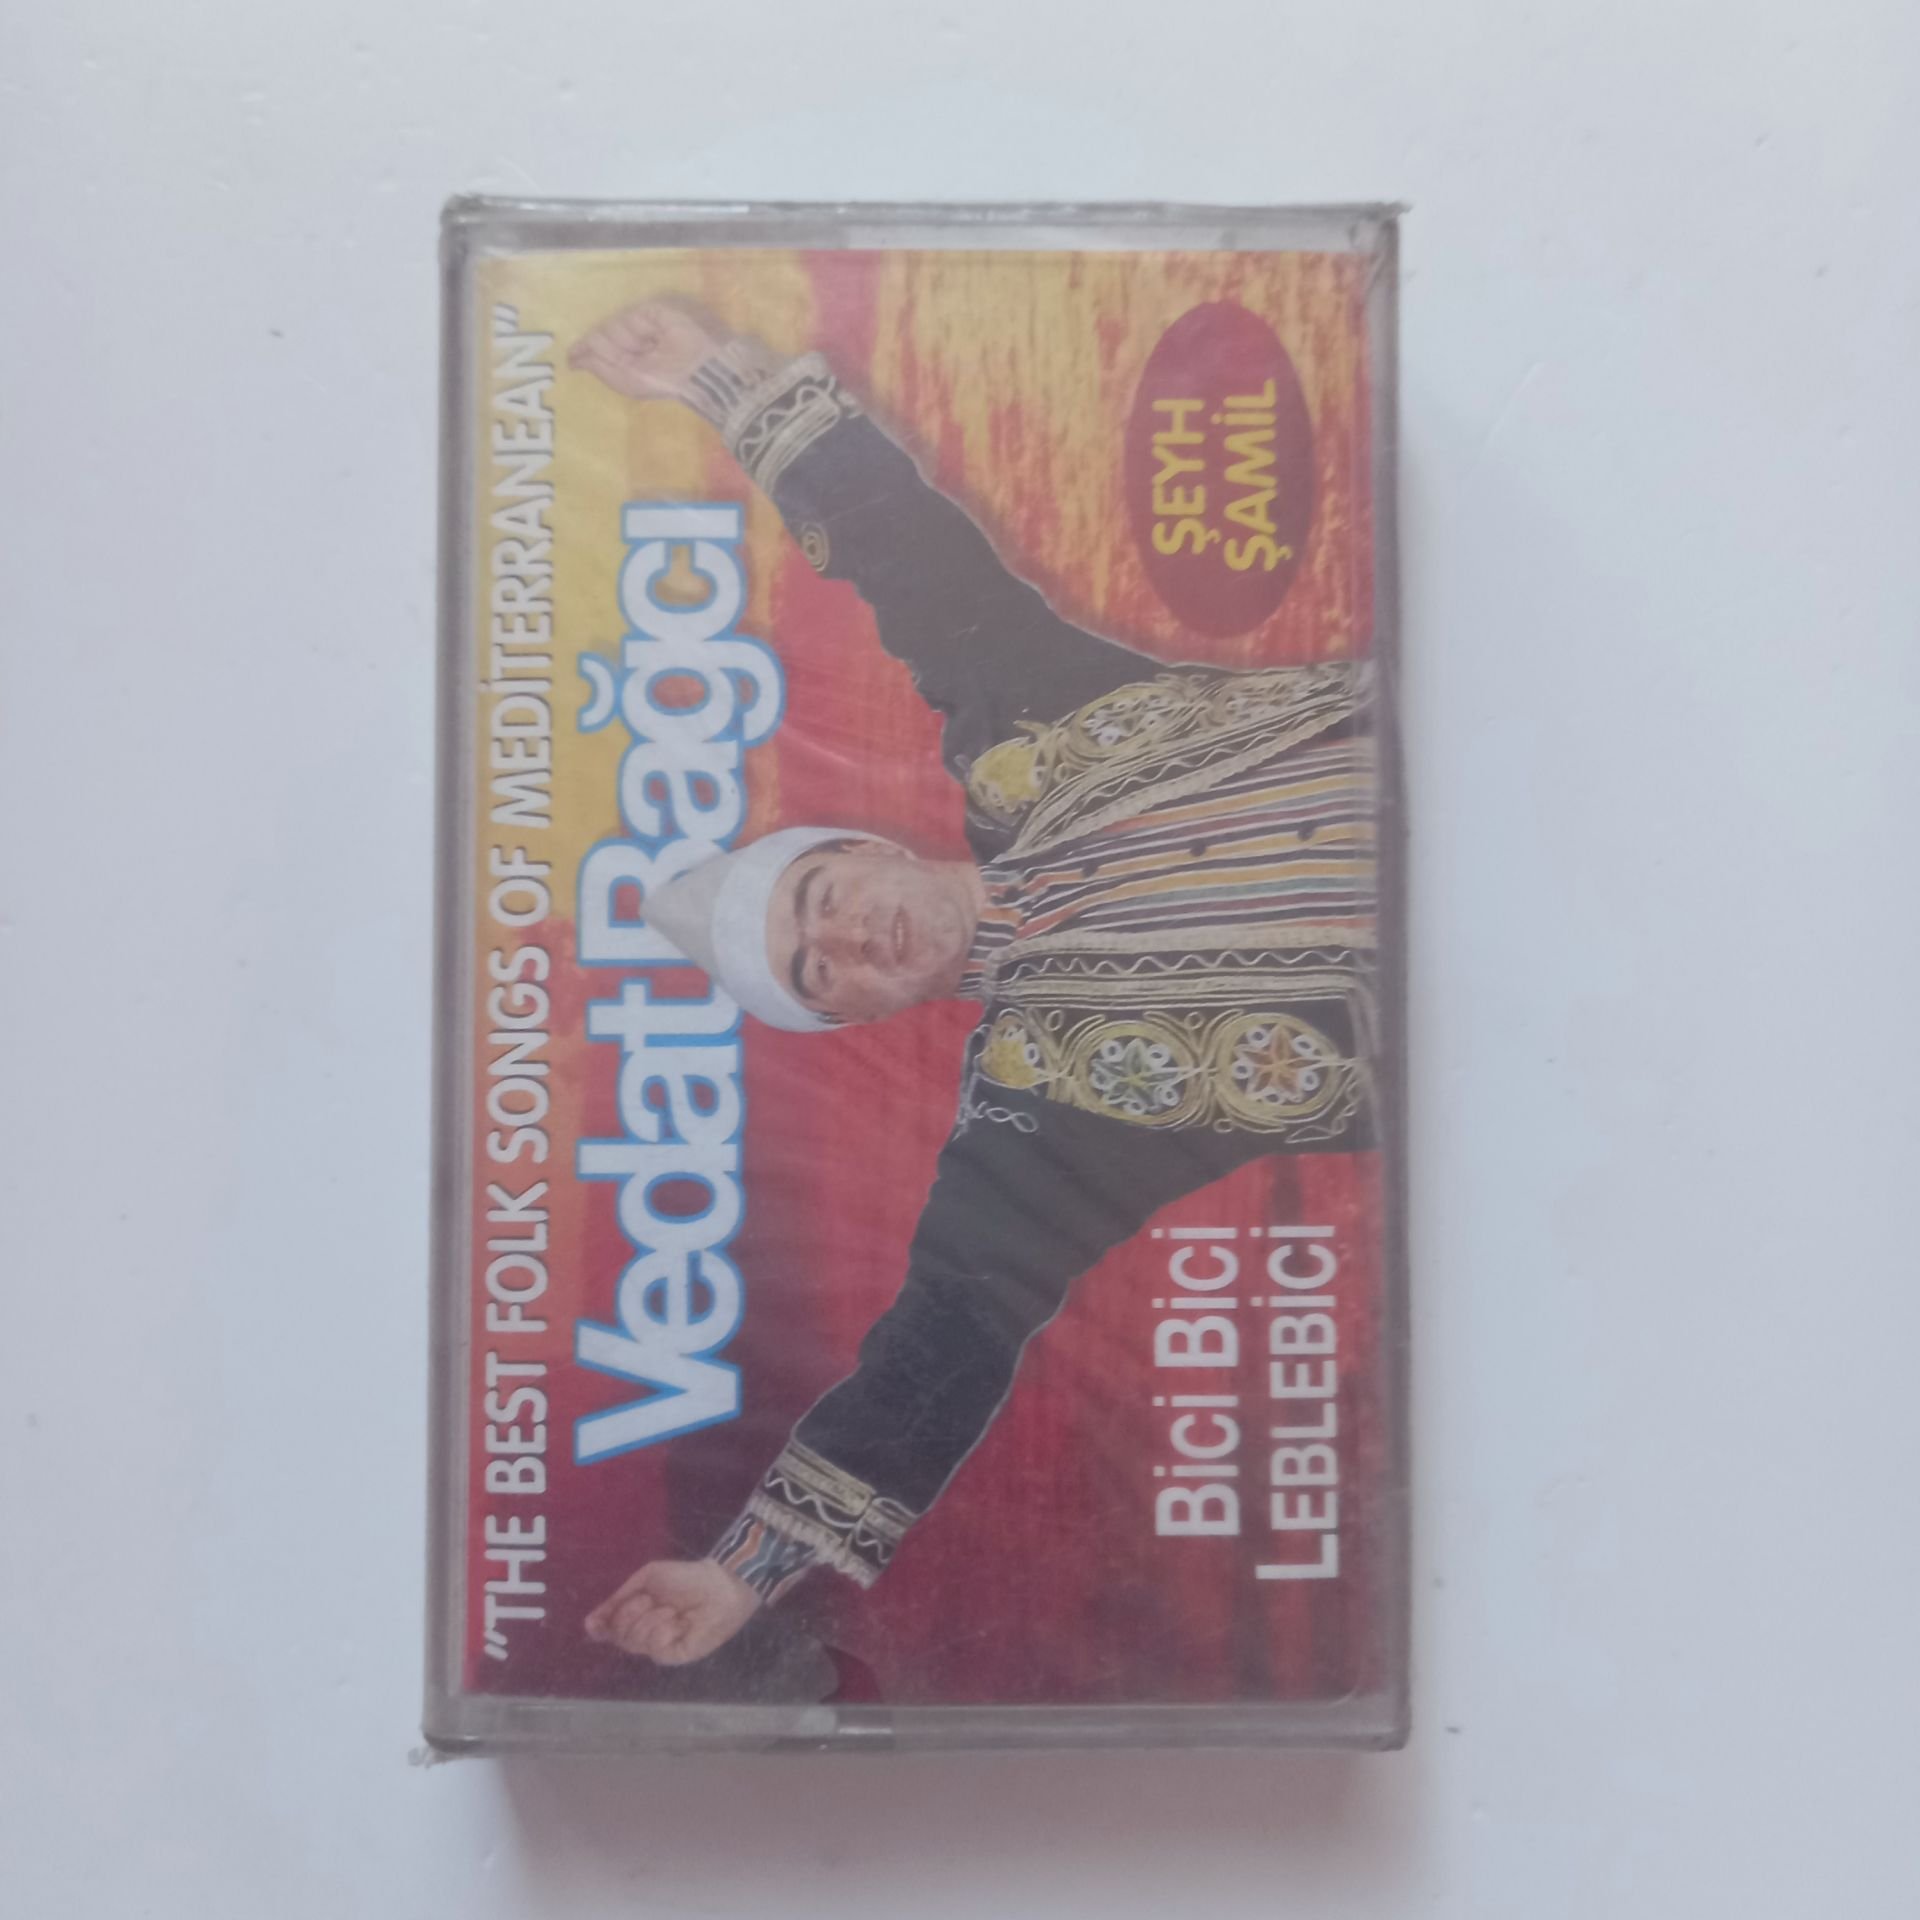 "THE BEST FOLK SONGS OF MEDİTERRANEAN"
Vedat Bağcı
ŞEYH
ŞAMİL
Bici Bici
LEBLEBİCİ